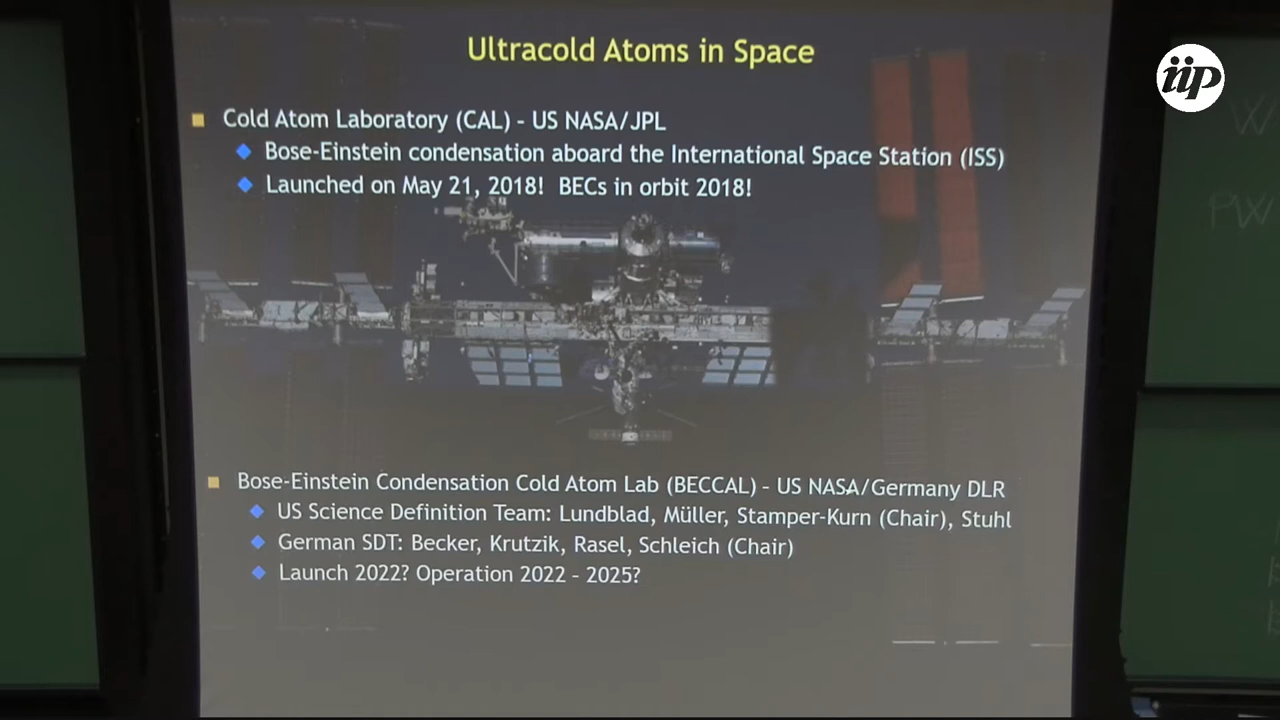 Ultracold Atoms in Space
iip
Cold Atom Laboratory (CAL) - US NASA/JPL
Bose-Einstein condensation aboard the International Space Station (ISS)
Launched on May 21, 2018! BECs in orbit 2018!
Bose-Einstein Condensation Cold Atom Lab (BECCAL) - US NASA/Germany DLR
US Science Definition Team: Lundblad, Müller, Stamper-Kurn (Chair), Stuhl
German SDT: Becker, Krutzik, Rasel, Schleich (Chair)
Launch 2022? Operation 2022 - 2025?